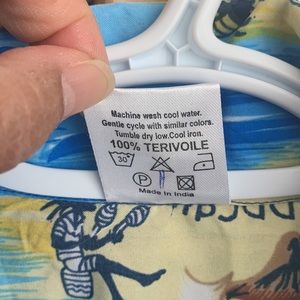 Machine wash cool water.
Gentle cycle with similar colors.
Tumble dry low.Cool iron.
100% TERIVOILE
30°
P
Made In India